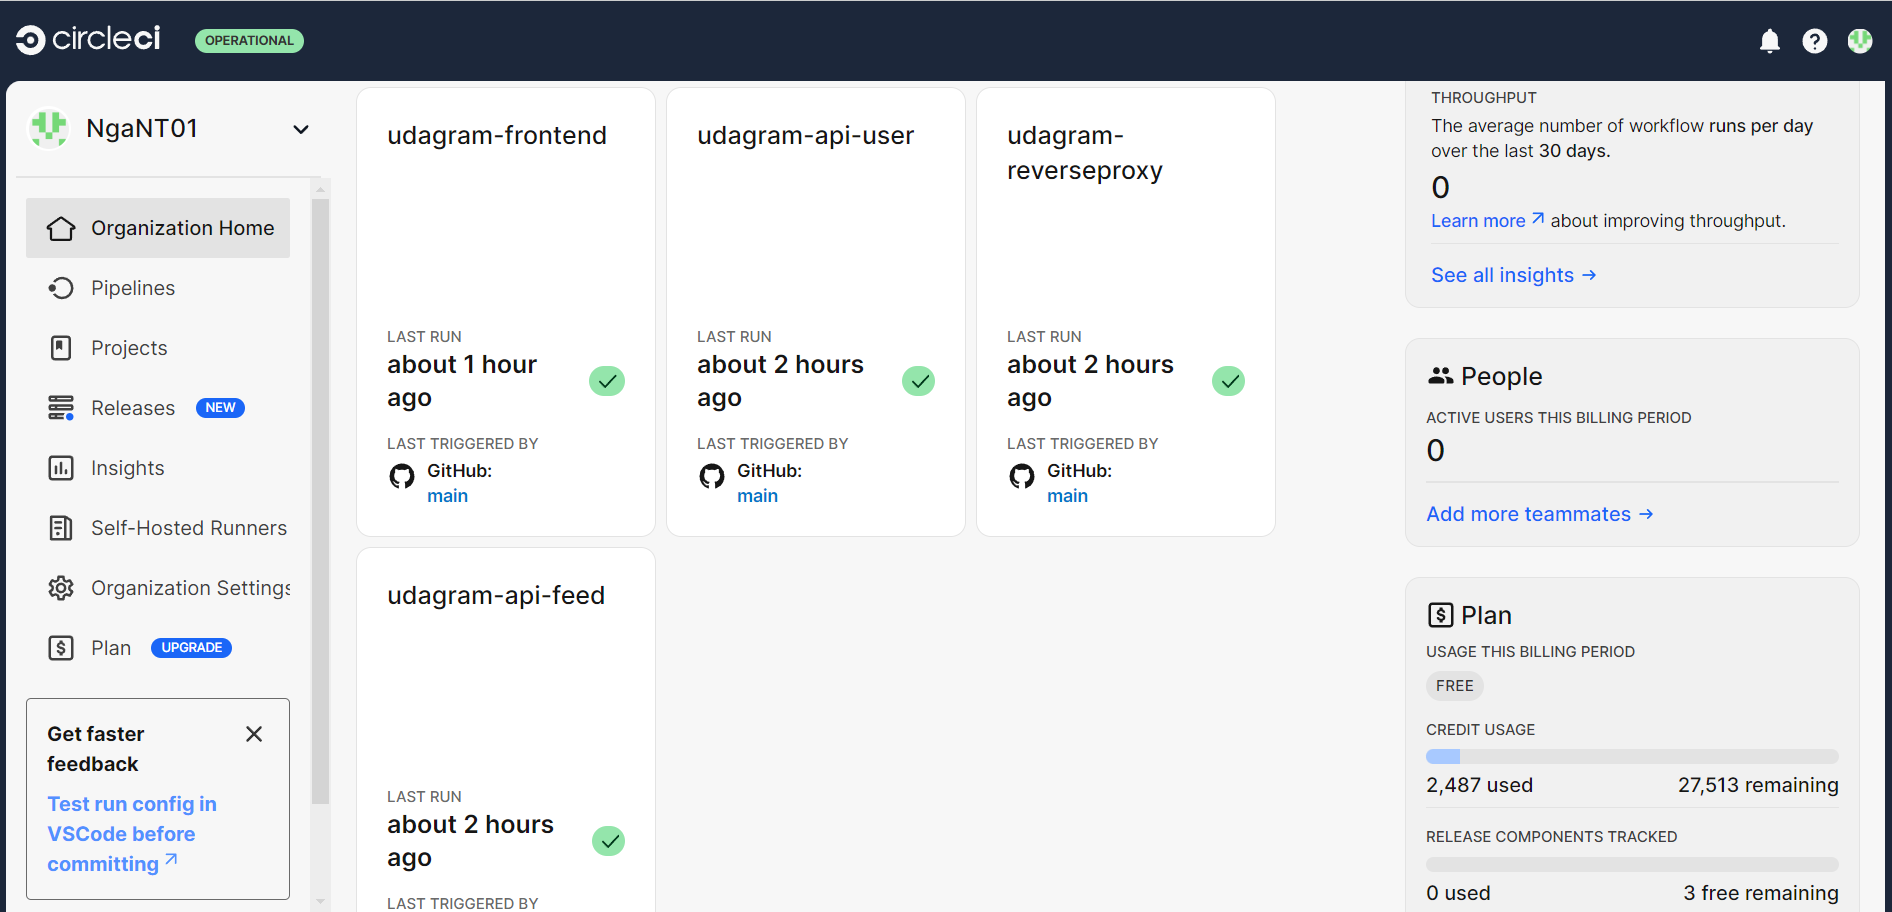 circleci
OPERATIONAL
NgaNT01
Organization Home
Pipelines
Projects
Releases NEW
Insights
Self-Hosted Runners
Organization Settings
Plan UPGRADE
Get faster
feedback
Test run config in
VSCode before
committing
udagram-frontend
LAST RUN
about 1 hour
ago
LAST TRIGGERED BY
GitHub:
main
udagram-api-user
LAST RUN
about 2 hours
ago
LAST TRIGGERED BY
GitHub:
main
udagram-
reverseproxy
LAST RUN
about 2 hours
ago
LAST TRIGGERED BY
GitHub:
main
udagram-api-feed
LAST RUN
about 2 hours
ago
LAST TRIGGERED BY
THROUGHPUT
The average number of workflow runs per day
over the last 30 days.
0
Learn more about improving throughput.
See all insights →
People
ACTIVE USERS THIS BILLING PERIOD
0
Add more teammates →
Plan
USAGE THIS BILLING PERIOD
FREE
CREDIT USAGE
2,487 used 27,513 remaining
RELEASE COMPONENTS TRACKED
0 used 3 free remaining